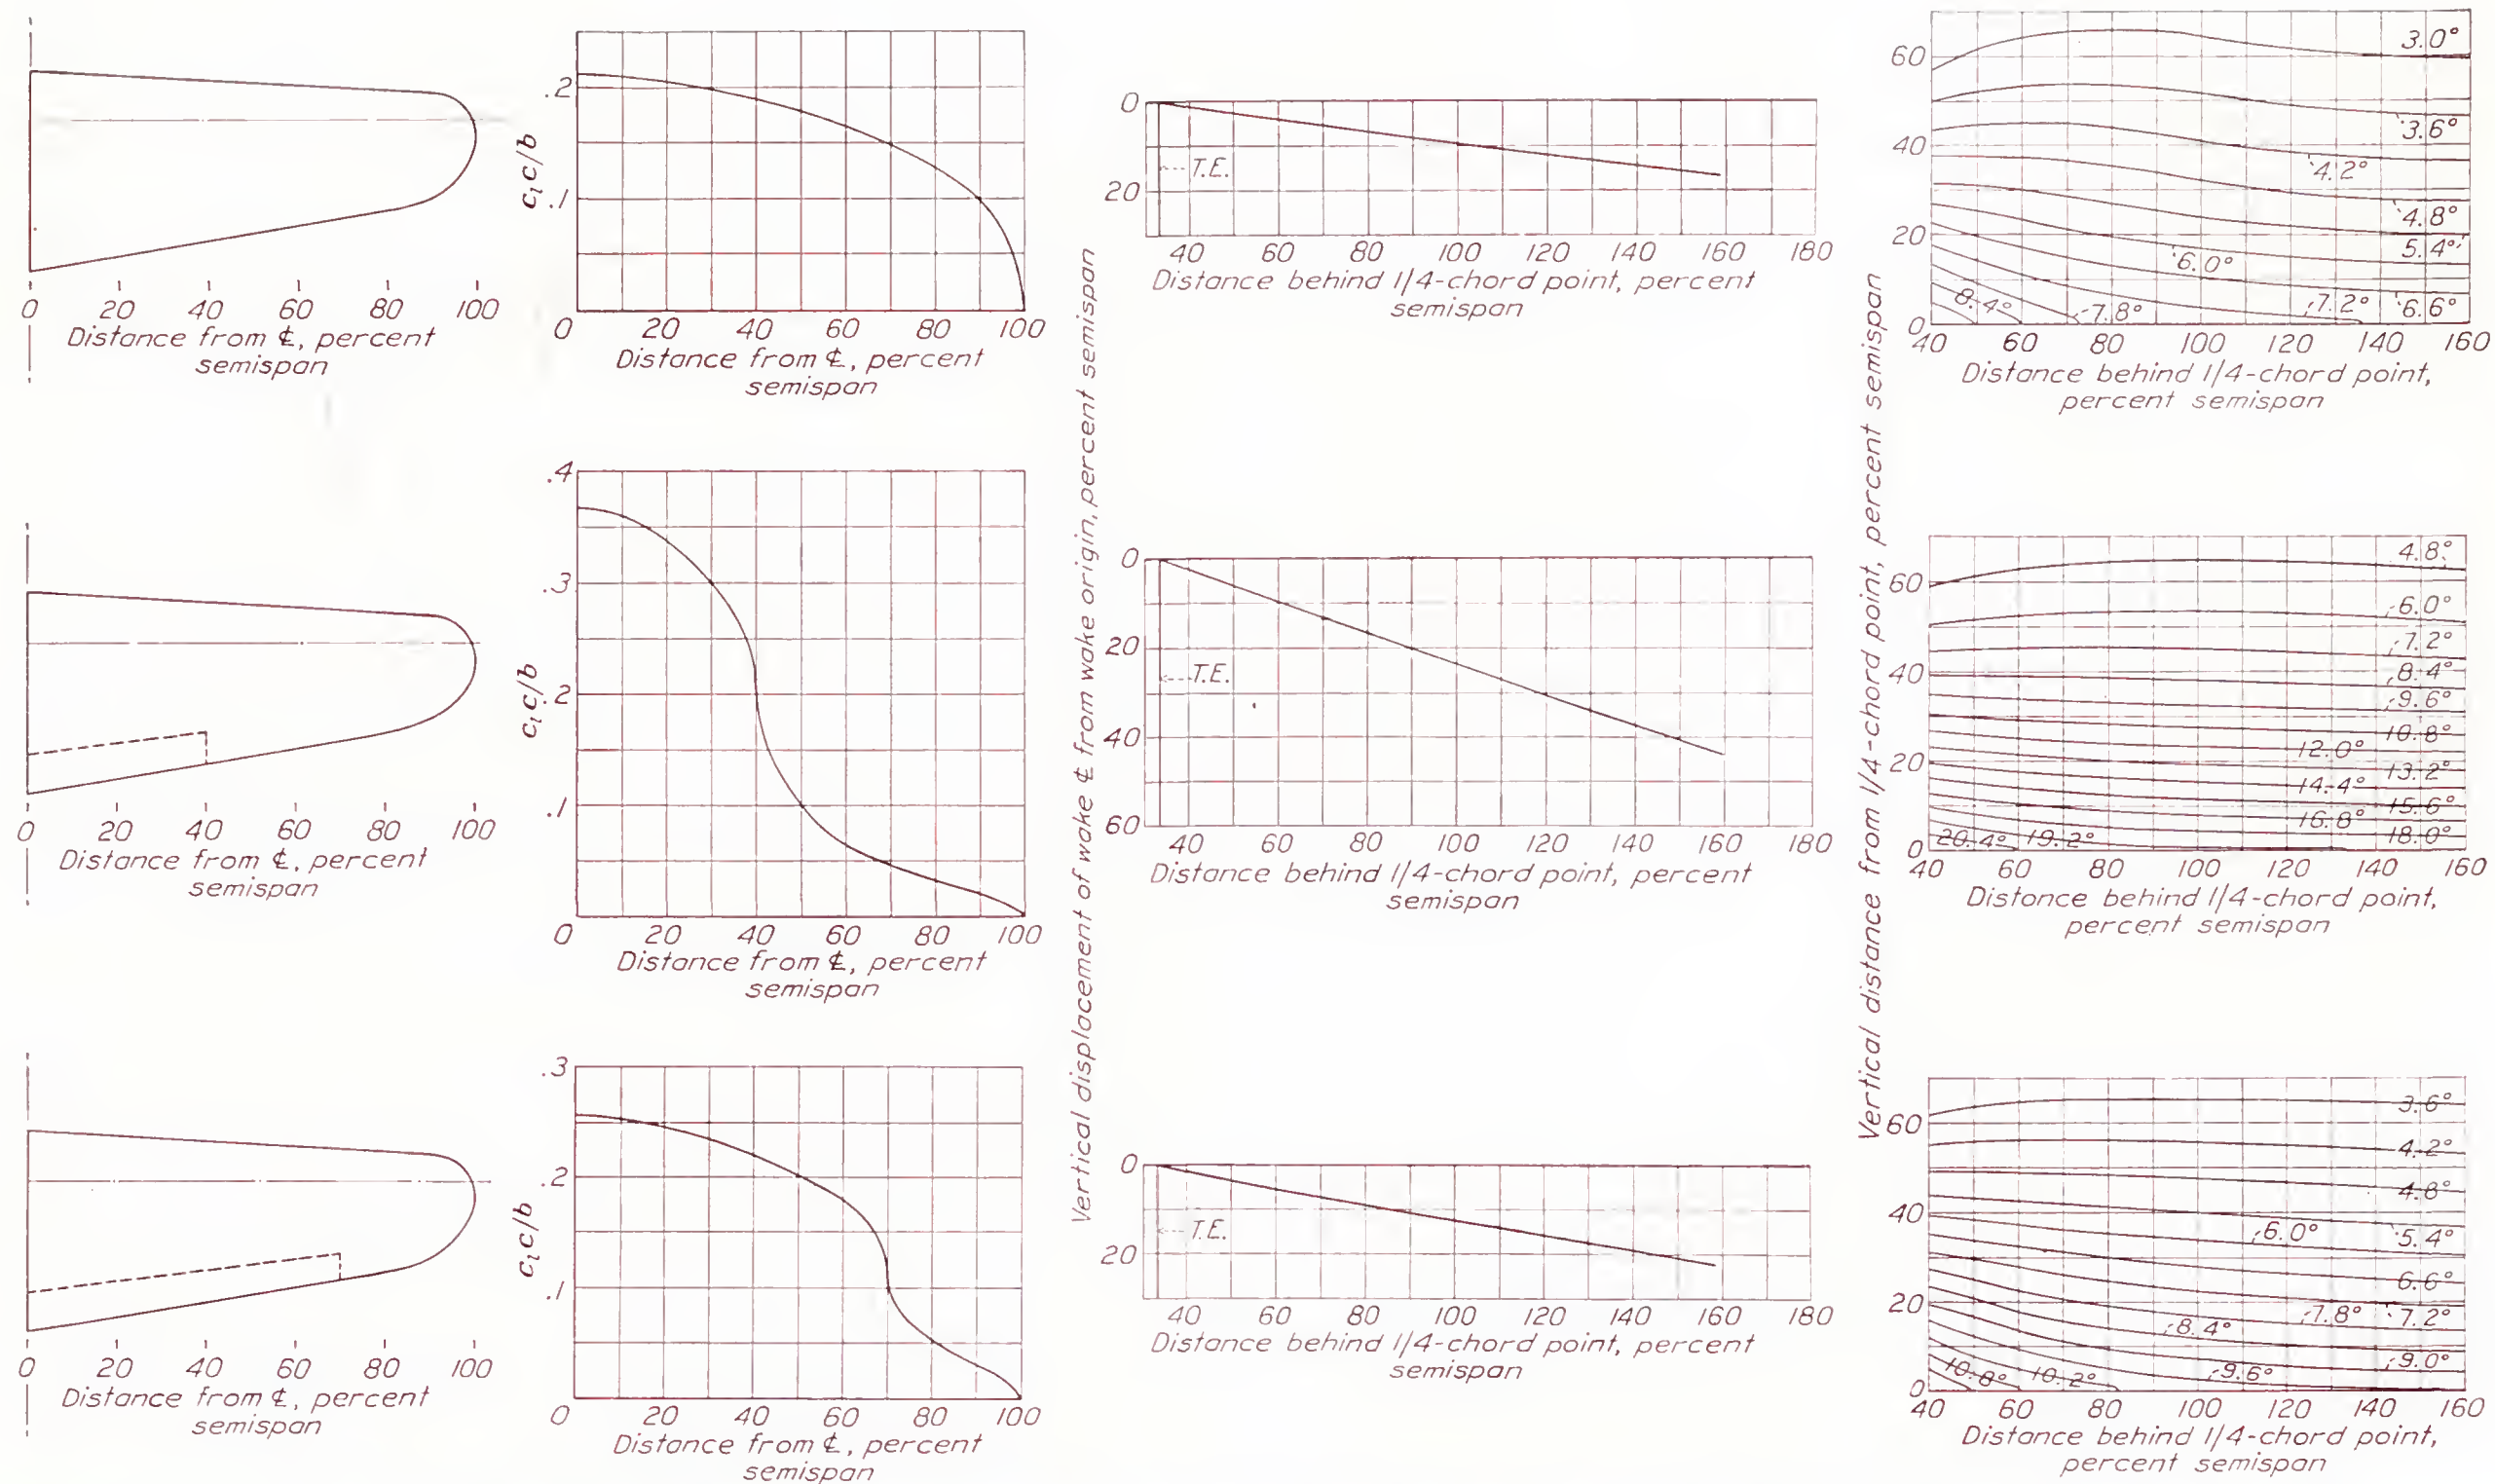 0 20 40 60 80 100
Distance from ℄, percent
semispan
.2
.1
c_l c/b
0 20 40 60 80 100
Distance from ℄, percent
semispan
0
20
T.E.
40 60 80 100 120 140 160 180
Distance behind 1/4-chord point, percent
semispan
60
40
20
0
3.0°
3.6°
4.2°
4.8°
5.4°
6.0°
8.4° 7.8° 7.2° 6.6°
40 60 80 100 120 140 160
Distance behind 1/4-chord point,
percent semispan
Vertical displacement of wake ℄ from wake origin, percent semispan
Vertical distance from 1/4-chord point, percent semispan
0 20 40 60 80 100
Distance from ℄, percent
semispan
.4
.3
.2
.1
c_l c/b
0 20 40 60 80 100
Distance from ℄, percent
semispan
0
20
40
60
T.E.
40 60 80 100 120 140 160 180
Distance behind 1/4-chord point, percent
semispan
60
40
20
0
4.8°
6.0°
7.2°
8.4°
9.6°
10.8°
12.0°
13.2°
14.4°
15.6°
16.8°
20.4° 19.2° 18.0°
40 60 80 100 120 140 160
Distance behind 1/4-chord point,
percent semispan
0 20 40 60 80 100
Distance from ℄, percent
semispan
.3
.2
.1
c_l c/b
0 20 40 60 80 100
Distance from ℄, percent
semispan
0
20
T.E.
40 60 80 100 120 140 160 180
Distance behind 1/4-chord point, percent
semispan
60
40
20
0
3.6°
4.2°
4.8°
6.0° 5.4°
6.6°
7.8° 7.2°
8.4°
9.0°
10.8° 10.2° 9.6°
40 60 80 100 120 140 160
Distance behind 1/4-chord point,
percent semispan